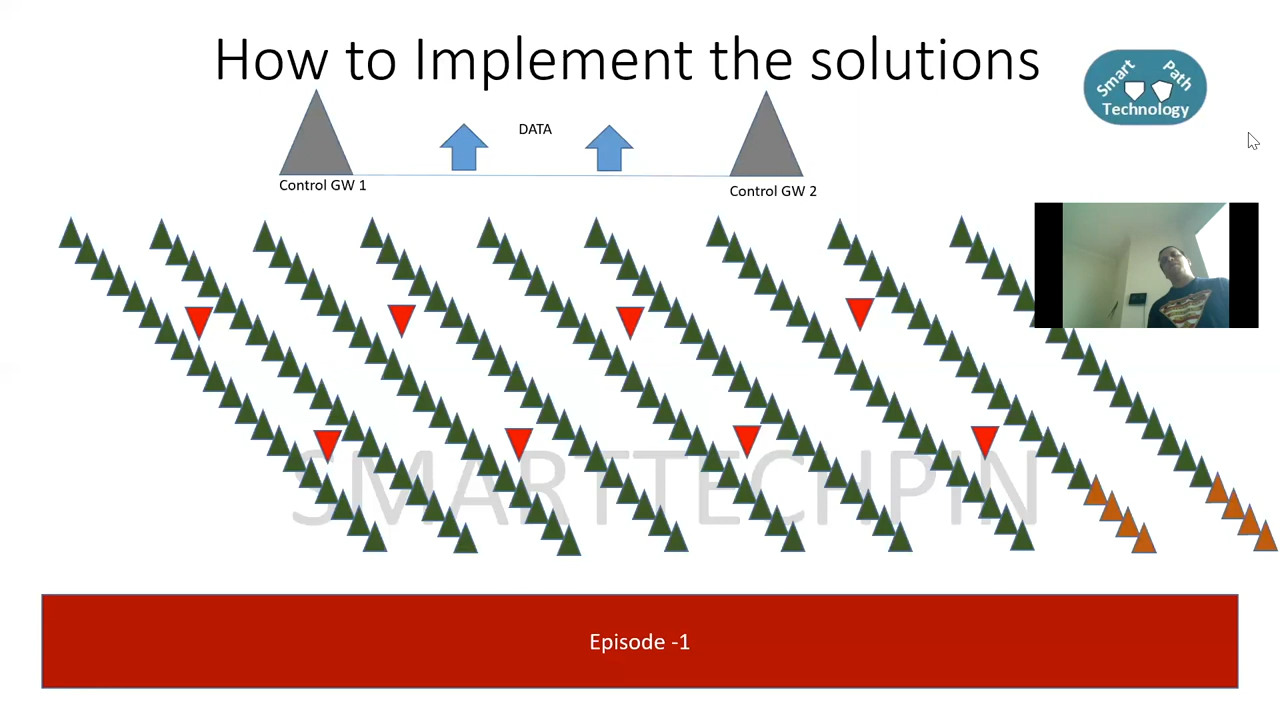 How to Implement the solutions
Smart Path
Technology
DATA
Control GW 1
Control GW 2
SMARTTECHPIN
Episode -1